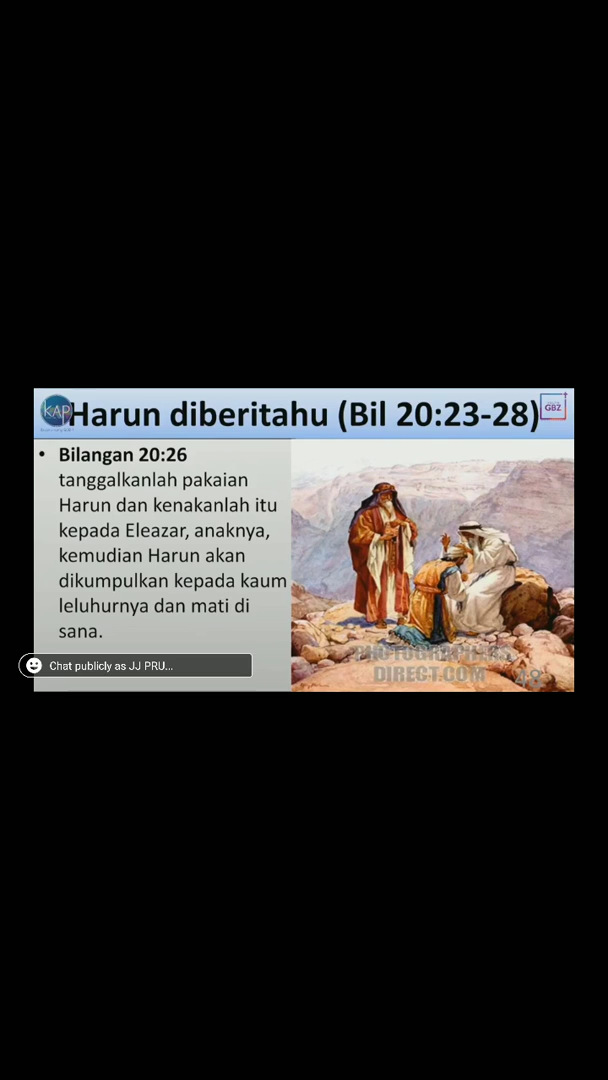 KAP
Harun diberitahu (Bil 20:23-28)
GBZ
• Bilangan 20:26
tanggalkanlah pakaian
Harun dan kenakanlah itu
kepada Eleazar, anaknya,
kemudian Harun akan
dikumpulkan kepada kaum
leluhurnya dan mati di
sana.
Chat publicly as JJ PRU...
PHOTOGRAPHERS
DIRECT.COM
48